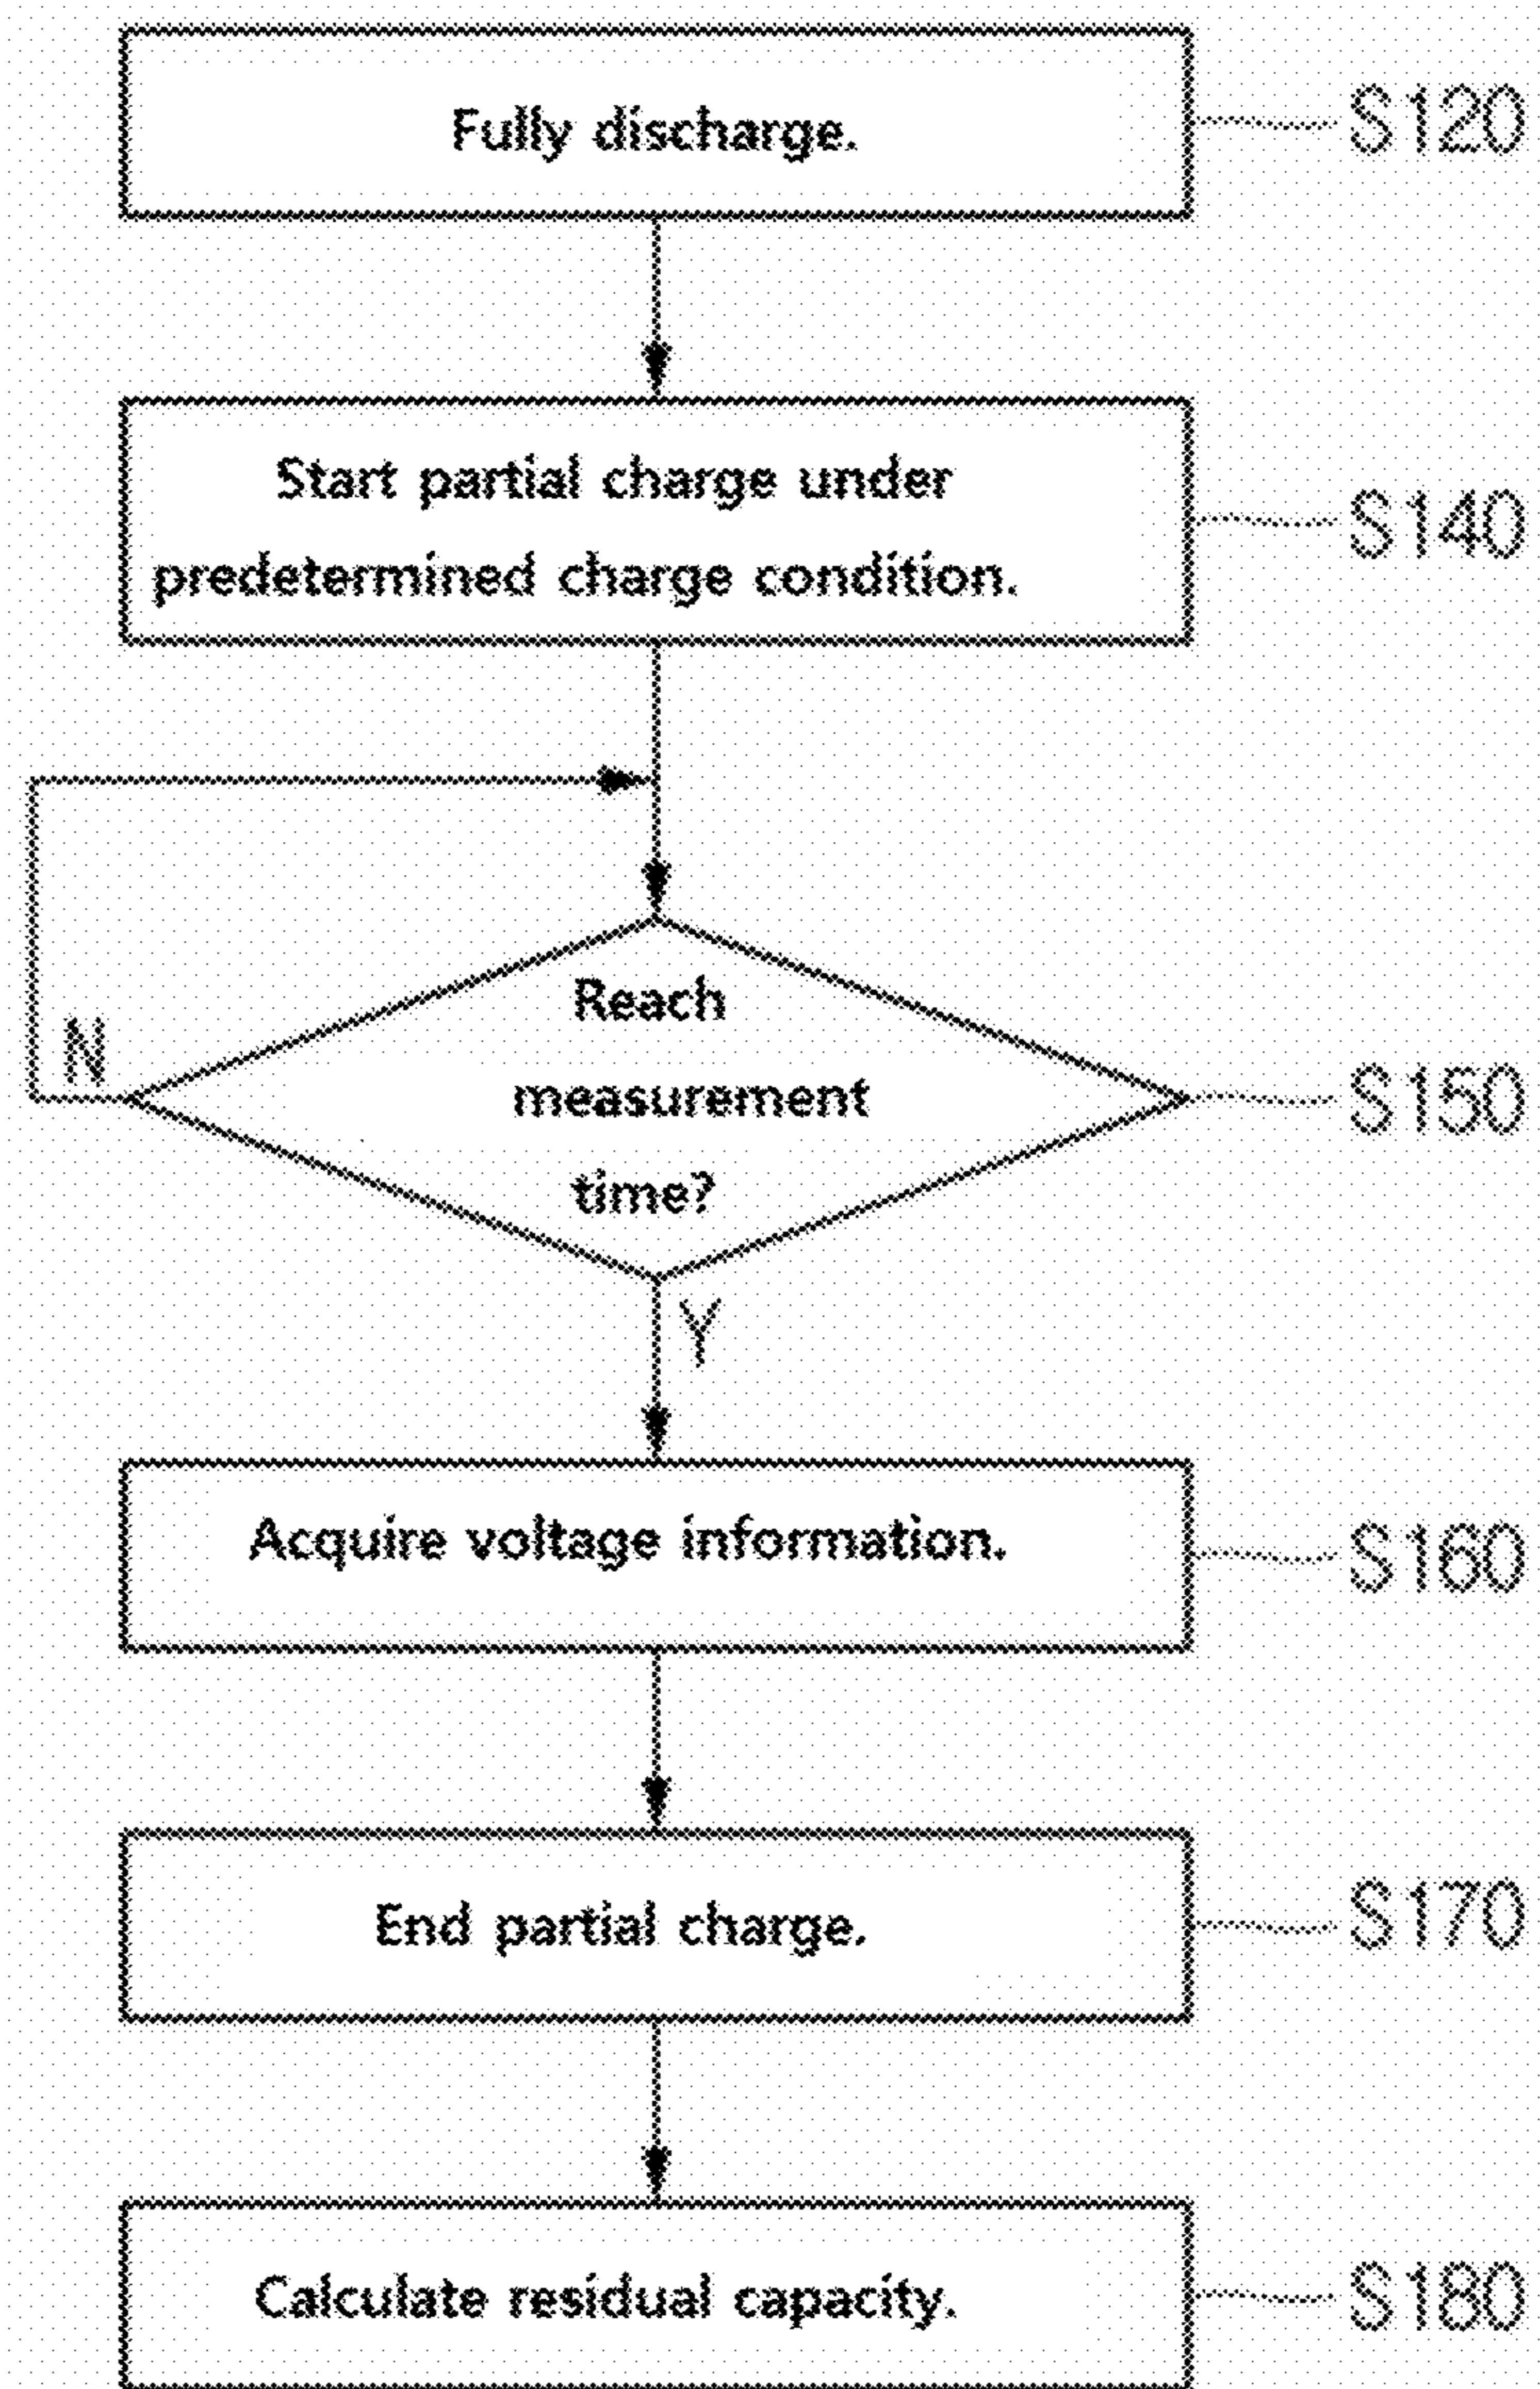 Fully discharge.
S120
Start partial charge under
predetermined charge condition.
S140
Reach
measurement
time?
N
S150
Y
Acquire voltage information.
S160
End partial charge.
S170
Calculate residual capacity.
S180